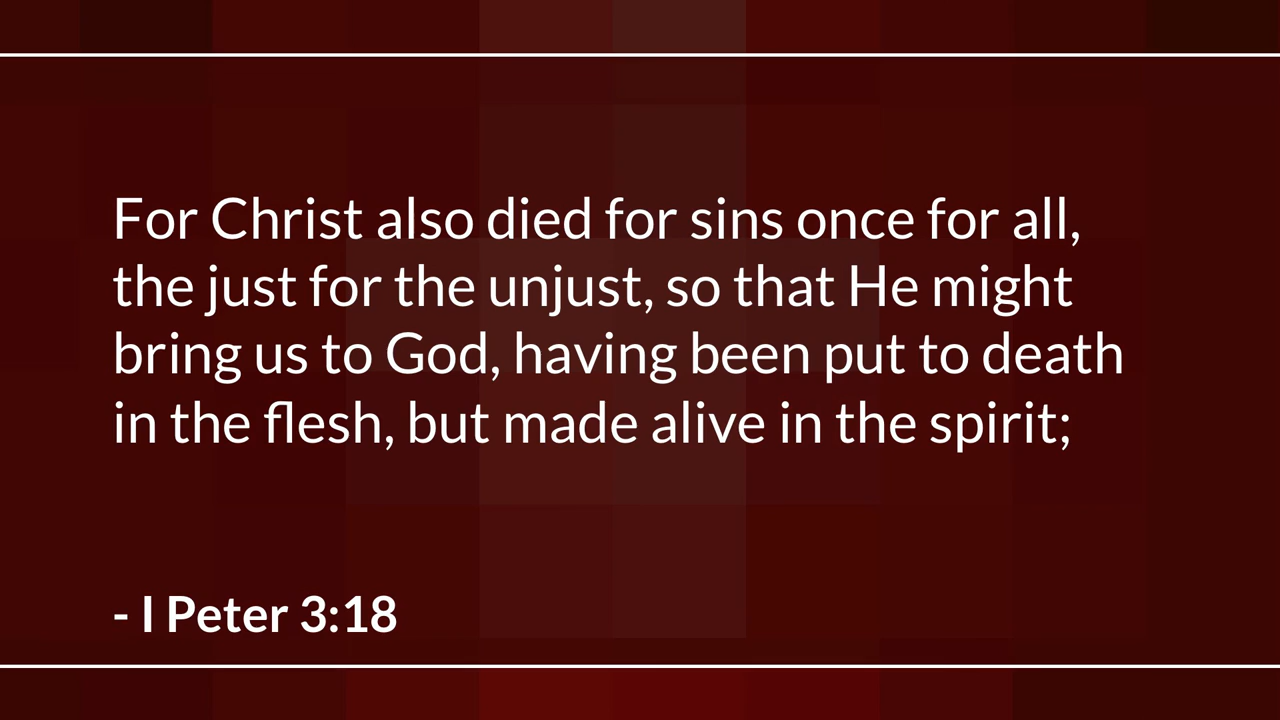 For Christ also died for sins once for all,
the just for the unjust, so that He might
bring us to God, having been put to death
in the flesh, but made alive in the spirit;
- I Peter 3:18